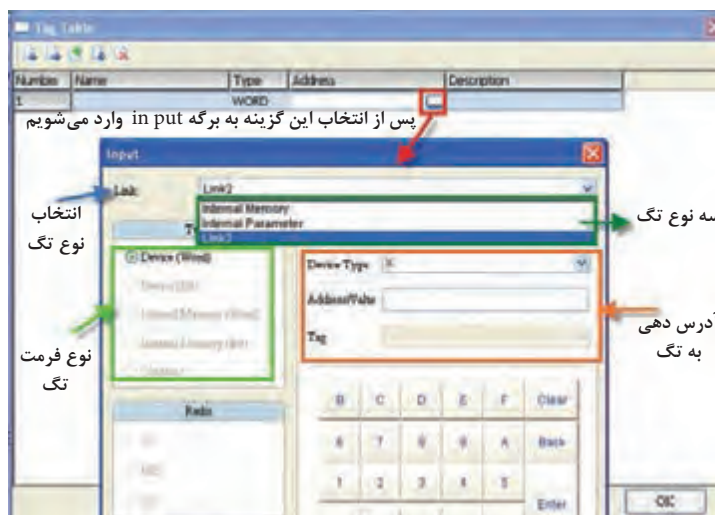 Tag Table
Number Name Type Address Description
1 WORD
پس از انتخاب این گزینه به برگه in put وارد می‌شویم
Input
Link Link2
Internal Memory
Internal Parameter
Link2
انتخاب
نوع تگ
سه نوع تگ
Device (Word)
Device Type X
Address/Value
Tag
آدرس دهی
به تگ
نوع فرمت
تگ
Radix
B C D E F Clear
6 7 8 9 A Back
1 2 3 4 5
Enter
OK